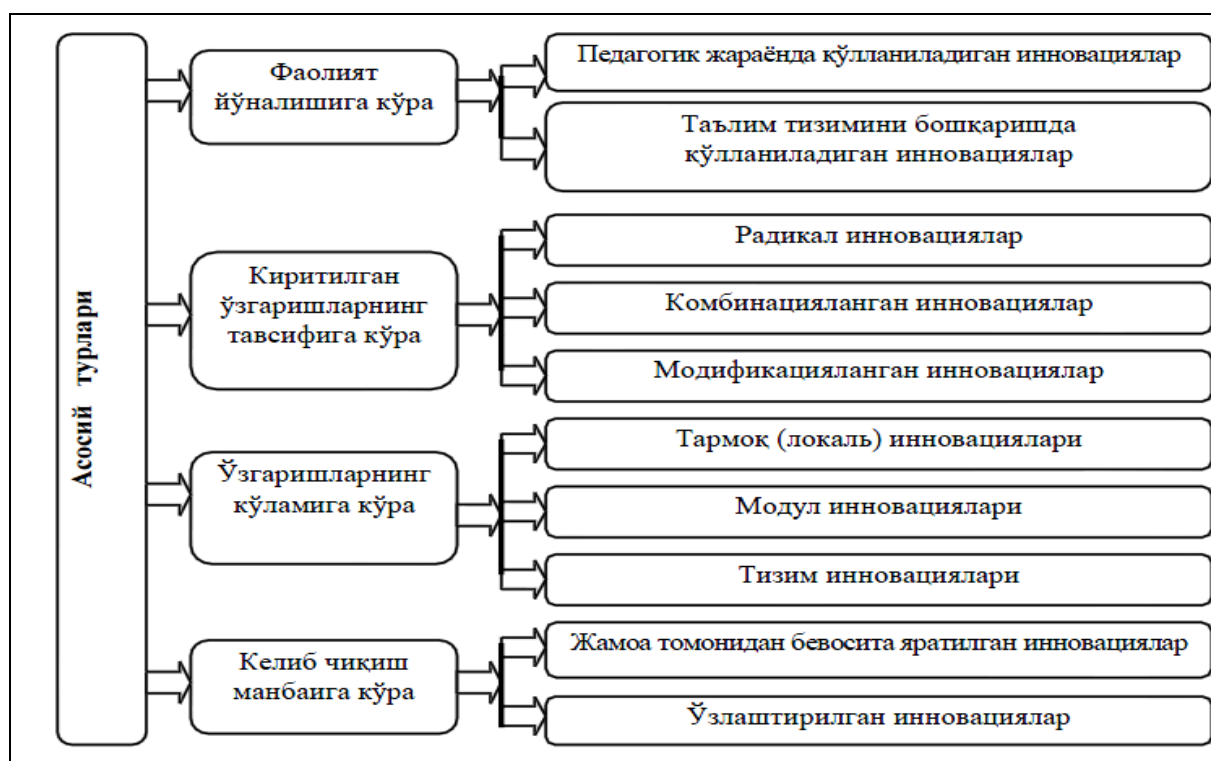 Асосий турлари
Фаолият
йўналишига кўра
Педагогик жараёнда қўлланиладиган инновациялар
Таълим тизимини бошқаришда
қўлланиладиган инновациялар
Киритилган
ўзгаришларнинг
тавсифига кўра
Радикал инновациялар
Комбинацияланган инновациялар
Модификацияланган инновациялар
Ўзгаришларнинг
кўламига кўра
Тармоқ (локаль) инновациялари
Модул инновациялари
Тизим инновациялари
Келиб чиқиш
манбаига кўра
Жамоа томонидан бевосита яратилган инновациялар
Ўзлаштирилган инновациялар